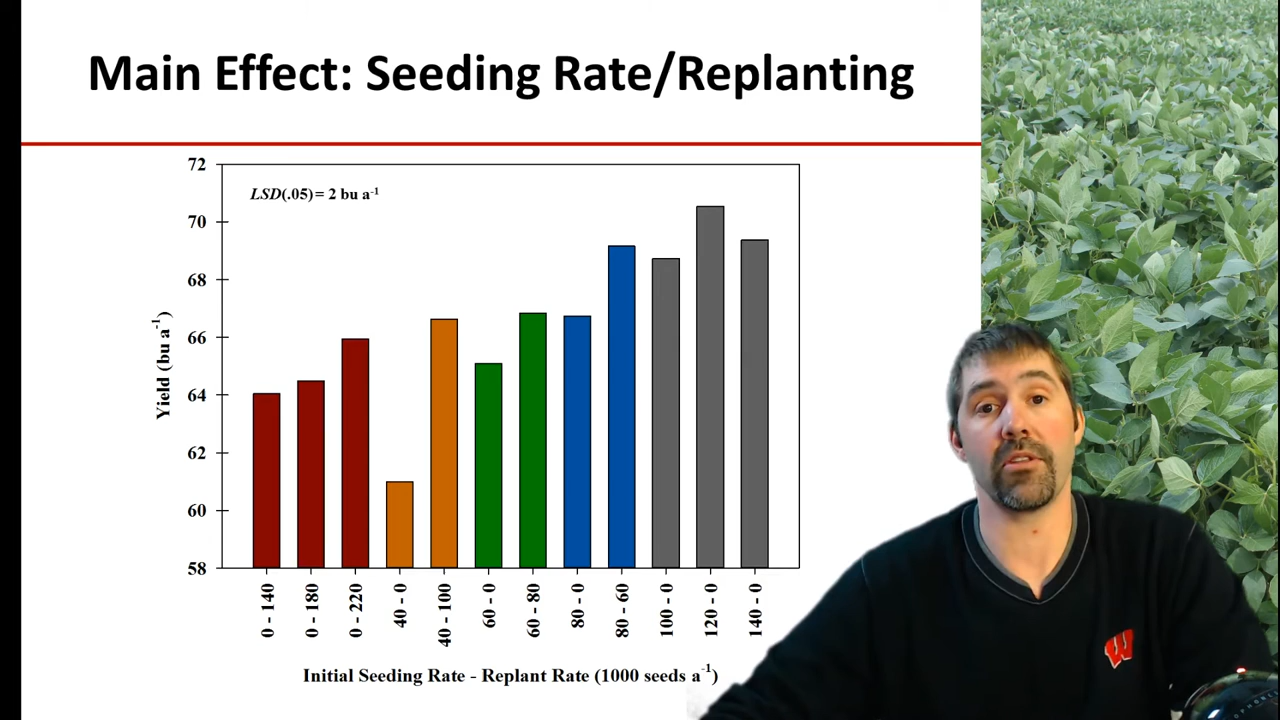 Main Effect: Seeding Rate/Replanting
72
LSD(.05)= 2 bu a-1
70
68
66
64
62
60
58
Yield (bu a-1)
0 - 140
0 - 180
0 - 220
40 - 0
40 - 100
60 - 0
60 - 80
80 - 0
80 - 60
100 - 0
120 - 0
140 - 0
Initial Seeding Rate - Replant Rate (1000 seeds a-1)
W